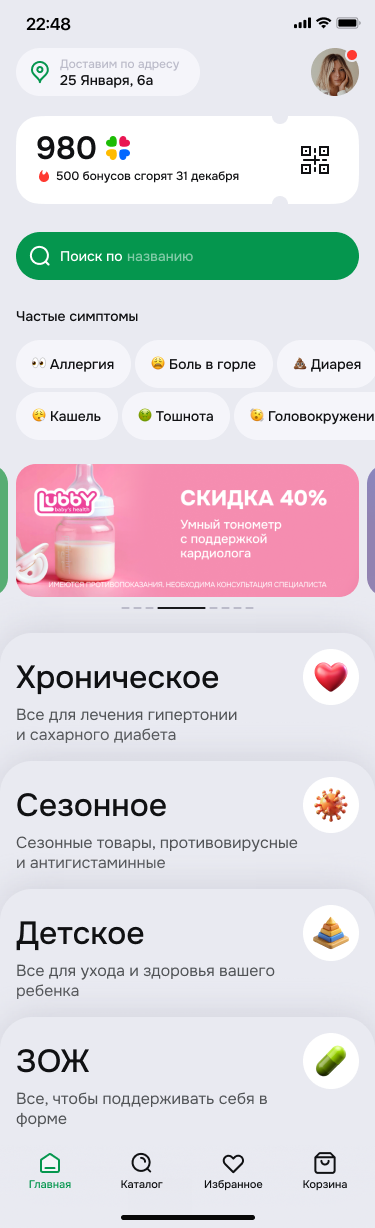 22:48
Доставим по адресу
25 Января, 6а
980
500 бонусов сгорят 31 декабря
Поиск по названию
Частые симптомы
Аллергия
Боль в горле
Диарея
Кашель
Тошнота
Головокружени
Lubby
baby's health
СКИДКА 40%
Умный тонометр
с поддержкой
кардиолога
ИМЕЮТСЯ ПРОТИВОПОКАЗАНИЯ. НЕОБХОДИМА КОНСУЛЬТАЦИЯ СПЕЦИАЛИСТА
Хроническое
Все для лечения гипертонии
и сахарного диабета
Сезонное
Сезонные товары, противовирусные
и антигистаминные
Детское
Все для ухода и здоровья вашего
ребенка
ЗОЖ
Все, чтобы поддерживать себя в
форме
Главная
Каталог
Избранное
Корзина